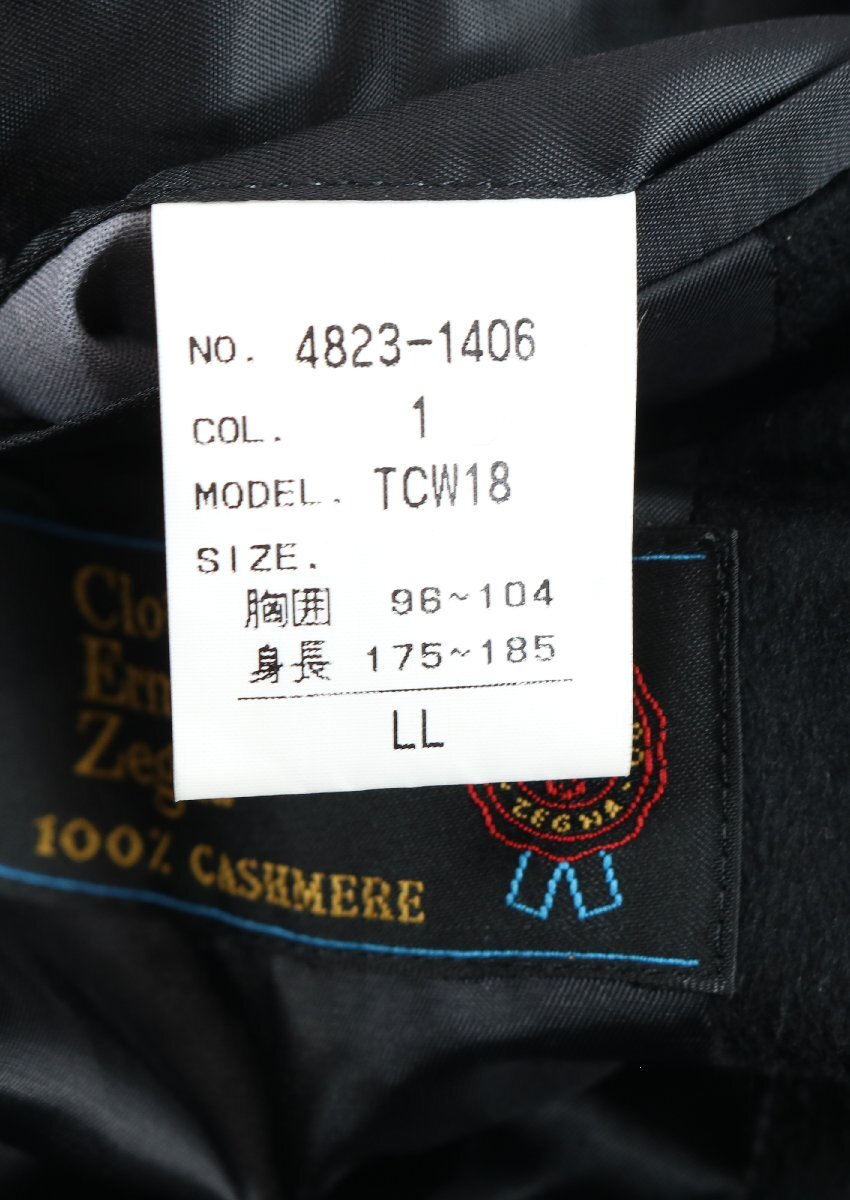 NO. 4823-1406
COL. 1
MODEL. TCW18
SIZE.
胸囲 96~104
身長 175~185
LL
100% CASHMERE
ZEGNA